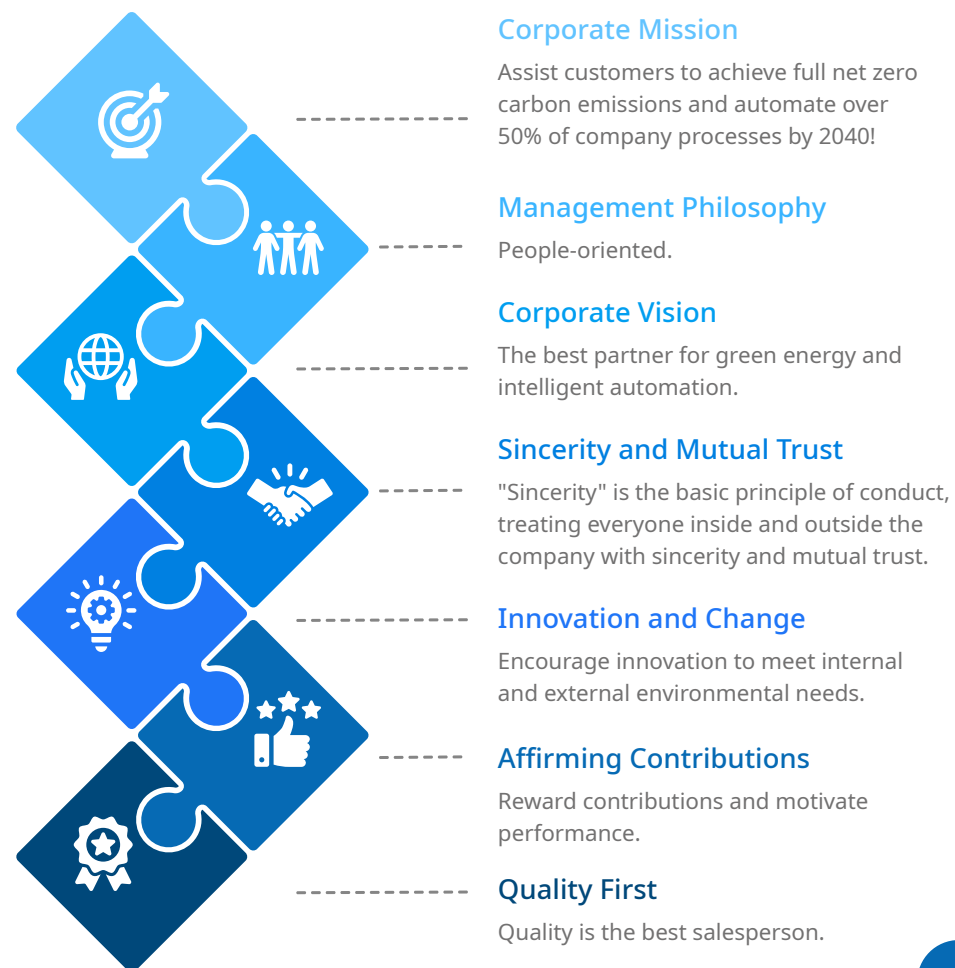 Corporate Mission
Assist customers to achieve full net zero
carbon emissions and automate over
50% of company processes by 2040!
Management Philosophy
People-oriented.
Corporate Vision
The best partner for green energy and
intelligent automation.
Sincerity and Mutual Trust
"Sincerity" is the basic principle of conduct,
treating everyone inside and outside the
company with sincerity and mutual trust.
Innovation and Change
Encourage innovation to meet internal
and external environmental needs.
Affirming Contributions
Reward contributions and motivate
performance.
Quality First
Quality is the best salesperson.